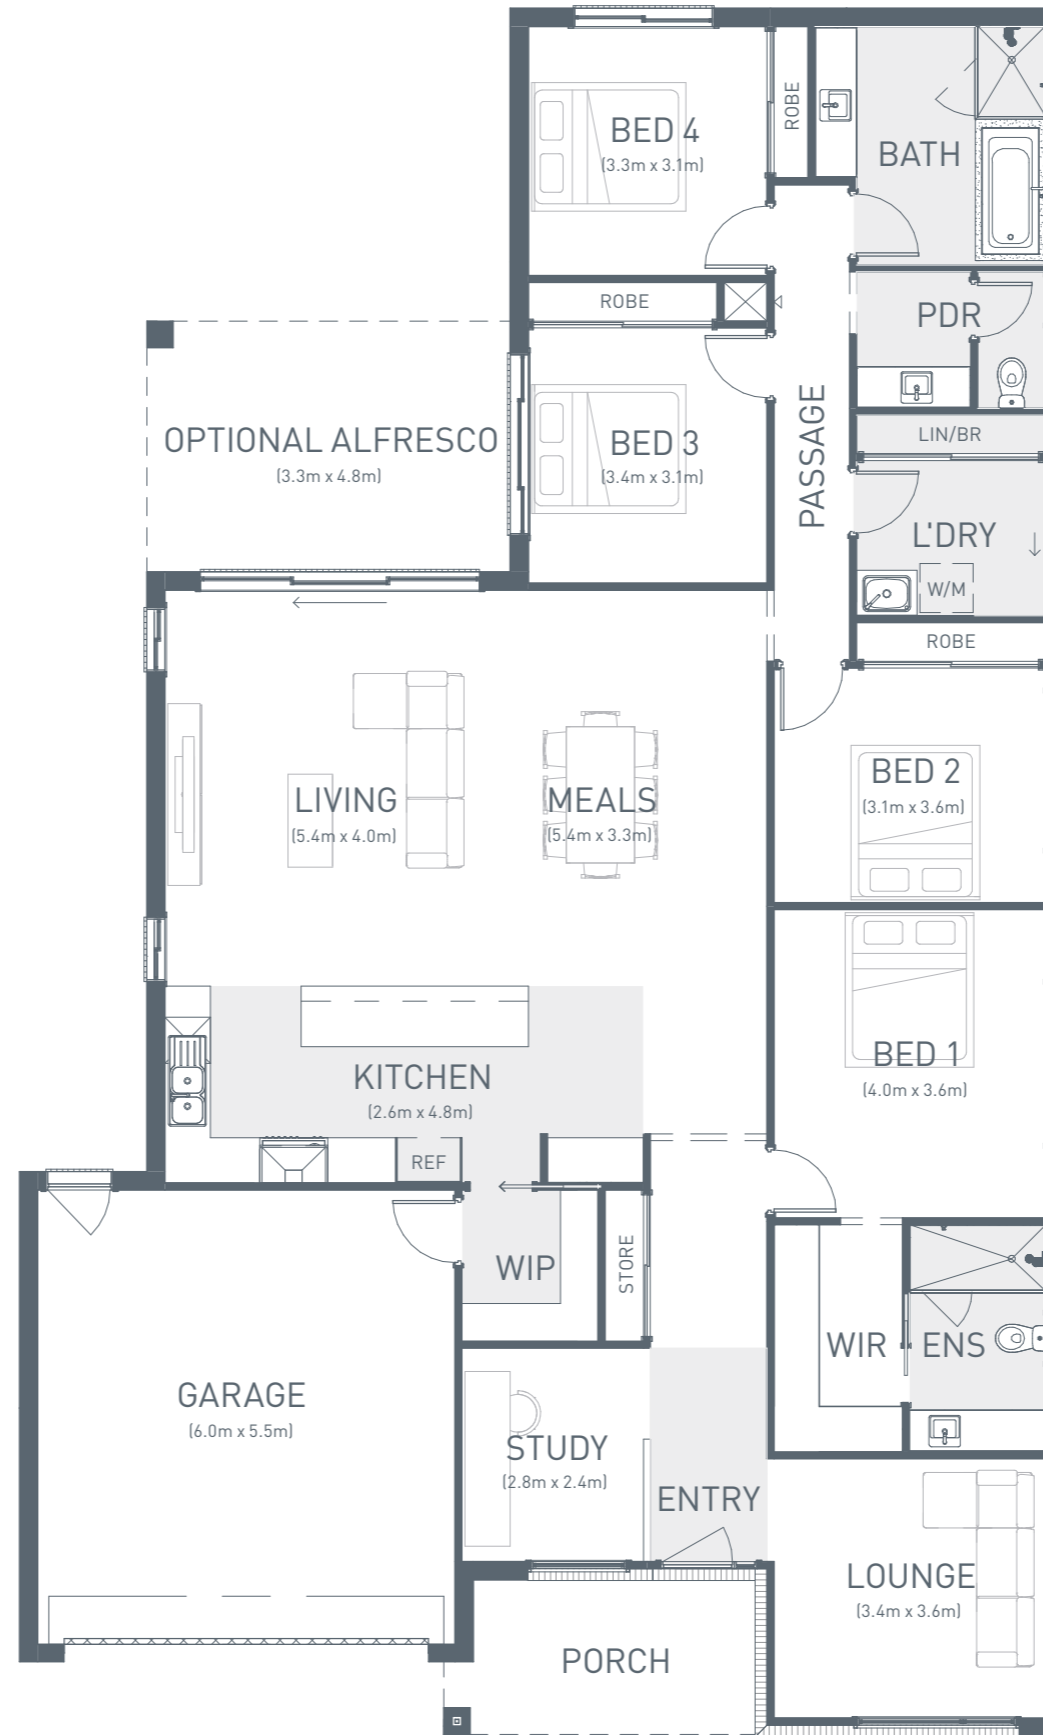 BED 4
(3.3m x 3.1m)
ROBE
BATH
ROBE
PDR
OPTIONAL ALFRESCO
(3.3m x 4.8m)
BED 3
(3.4m x 3.1m)
PASSAGE
LIN/BR
L'DRY
W/M
ROBE
LIVING
(5.4m x 4.0m)
MEALS
(5.4m x 3.3m)
BED 2
(3.1m x 3.6m)
KITCHEN
(2.6m x 4.8m)
BED 1
(4.0m x 3.6m)
REF
WIP
STORE
WIR
ENS
GARAGE
(6.0m x 5.5m)
STUDY
(2.8m x 2.4m)
ENTRY
LOUNGE
(3.4m x 3.6m)
PORCH